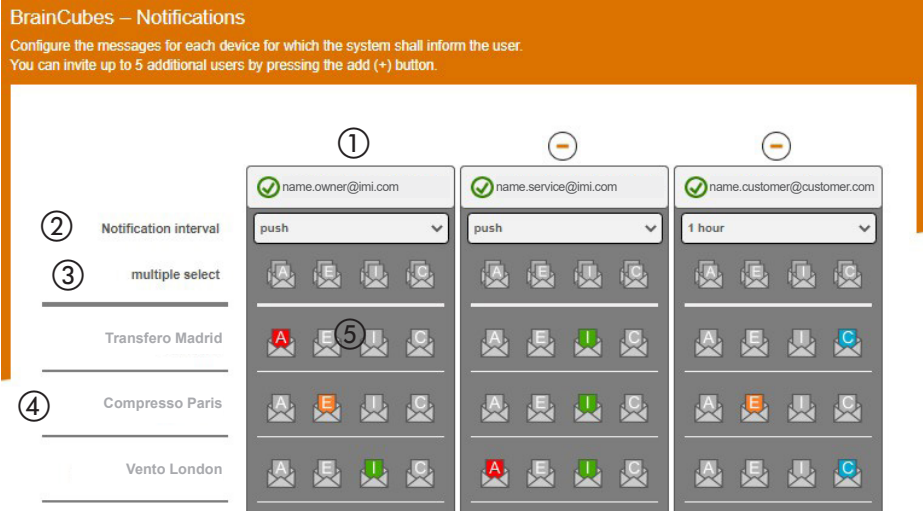 BrainCubes – Notifications
Configure the messages for each device for which the system shall inform the user.
You can invite up to 5 additional users by pressing the add (+) button.
①
name.owner@imi.com name.service@imi.com name.customer@customer.com
② Notification interval push push 1 hour
③ multiple select A E I C A E I C A E I C
Transfero Madrid A E ⑤ I C A E I C A E I C
④ Compresso Paris A E I C A E I C A E I C
Vento London A E I C A E I C A E I C